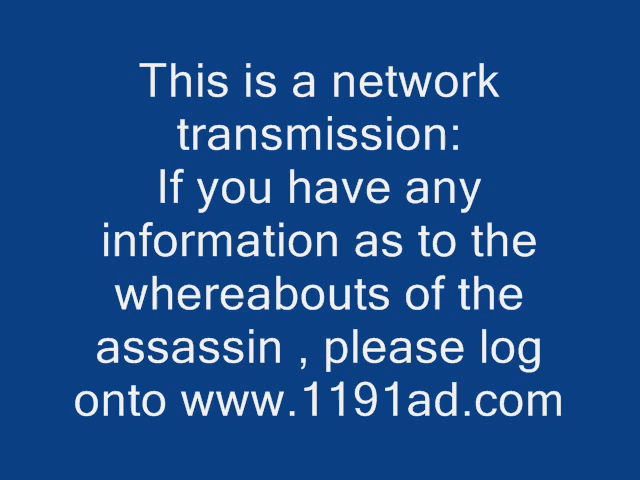 This is a network
transmission:
If you have any
information as to the
whereabouts of the
assassin , please log
onto www.1191ad.com